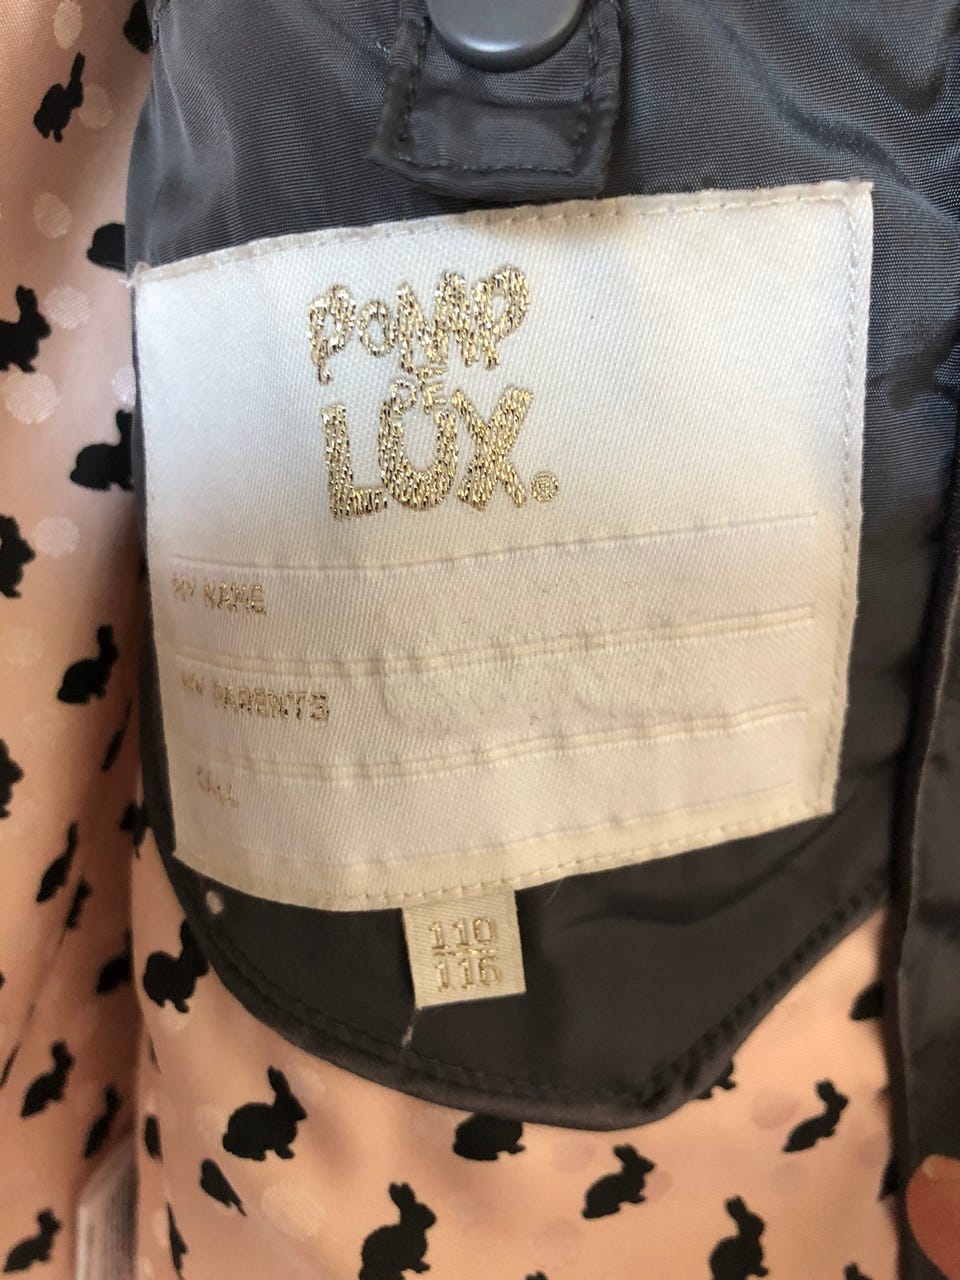 POMP
DE
LUX.
MY NAME
MY PARENTS
CALL
110
116